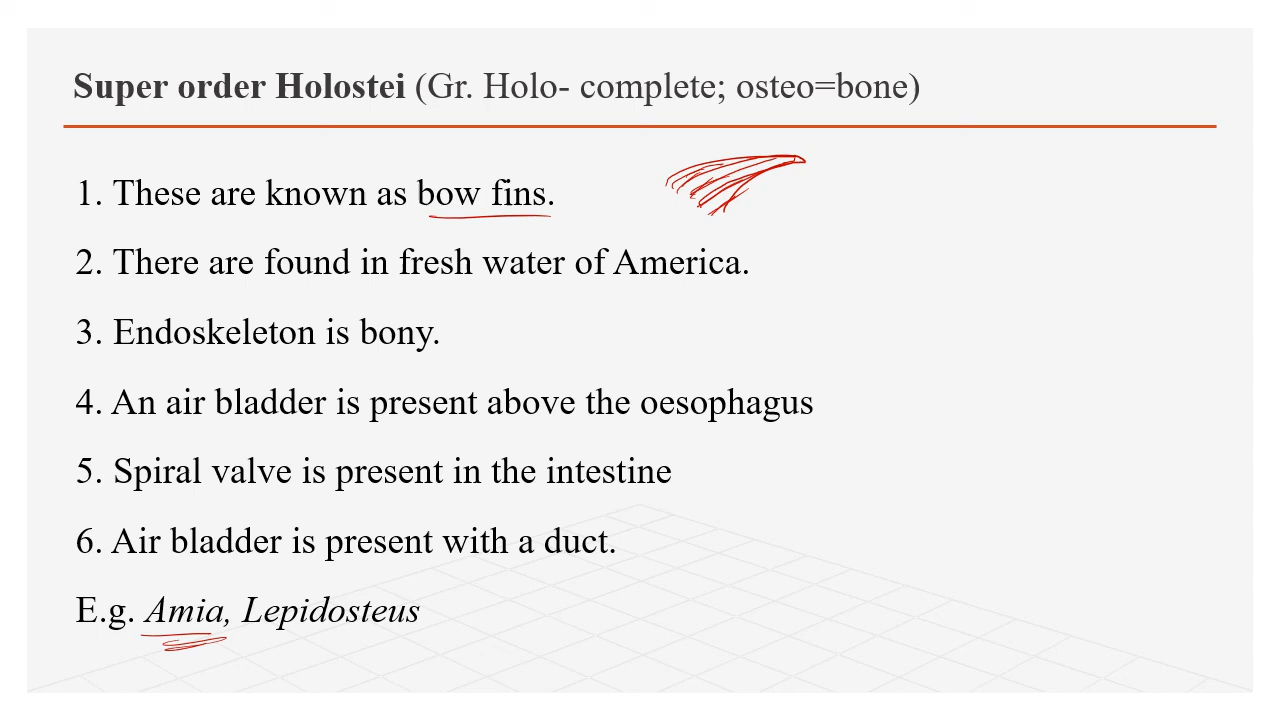 Super order Holostei (Gr. Holo- complete; osteo=bone)
1. These are known as bow fins.
2. There are found in fresh water of America.
3. Endoskeleton is bony.
4. An air bladder is present above the oesophagus
5. Spiral valve is present in the intestine
6. Air bladder is present with a duct.
E.g. Amia, Lepidosteus